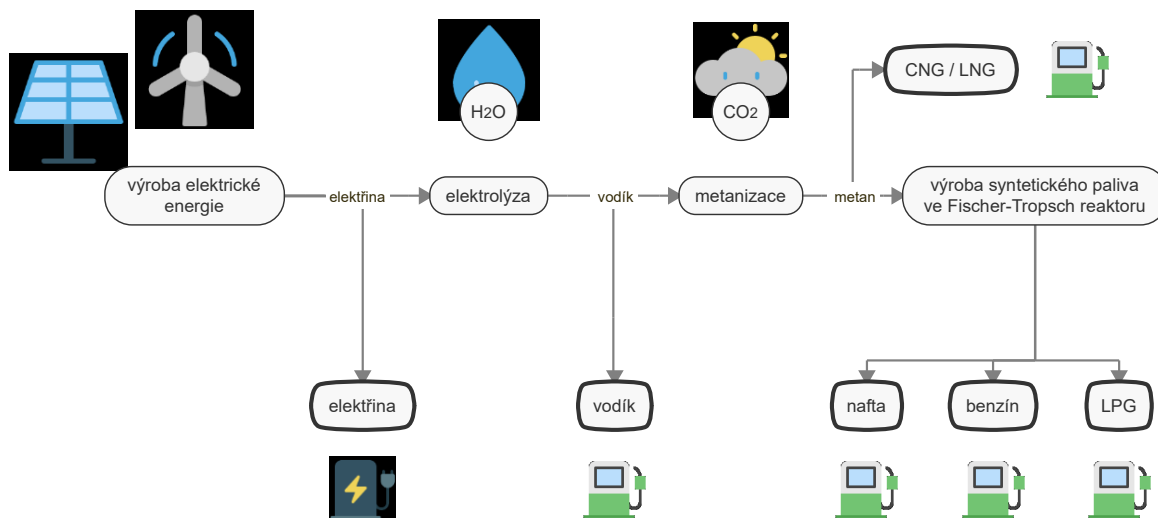 H2O
CO2
CNG / LNG
výroba elektrické
energie
elektřina
elektrolýza
vodík
metanizace
metan
výroba syntetického paliva
ve Fischer-Tropsch reaktoru
elektřina
vodík
nafta
benzín
LPG